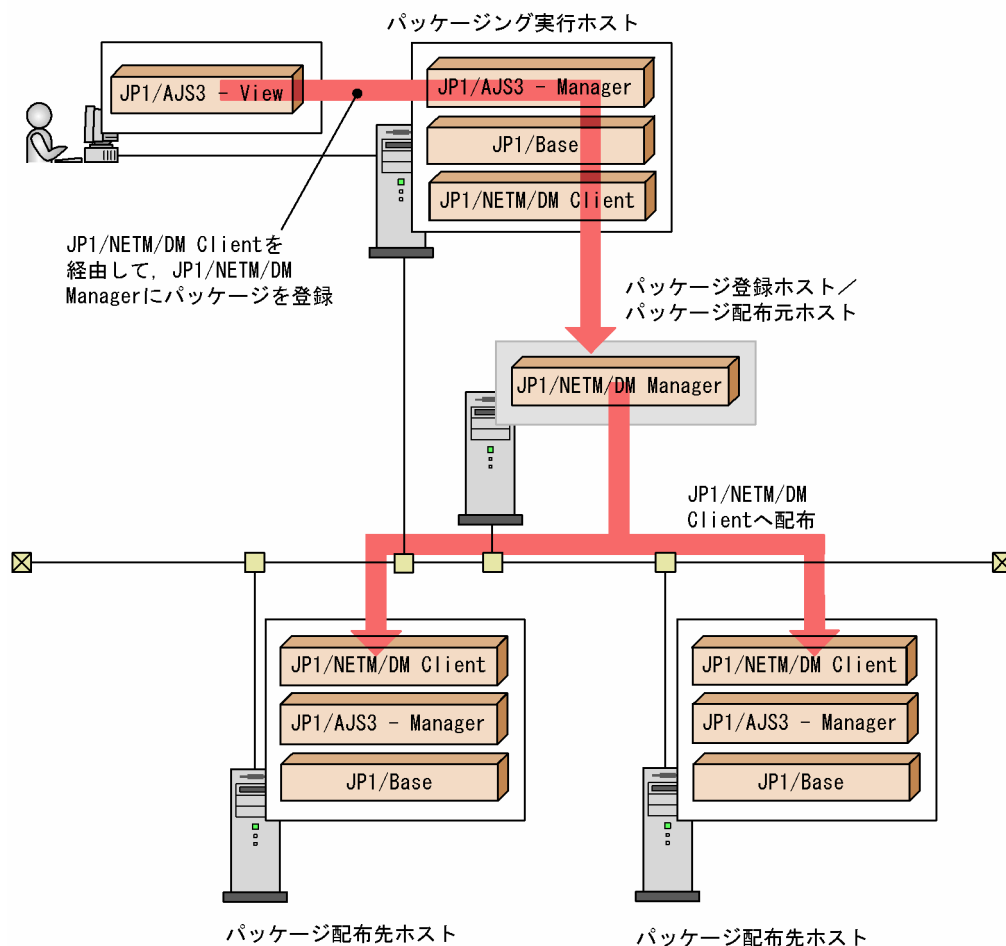 パッケージング実行ホスト
JP1/AJS3 - View
JP1/AJS3 - Manager
JP1/Base
JP1/NETM/DM Client
JP1/NETM/DM Clientを
経由して，JP1/NETM/DM
Managerにパッケージを登録
パッケージ登録ホスト／
パッケージ配布元ホスト
JP1/NETM/DM Manager
JP1/NETM/DM
Clientへ配布
JP1/NETM/DM Client
JP1/AJS3 - Manager
JP1/Base
JP1/NETM/DM Client
JP1/AJS3 - Manager
JP1/Base
パッケージ配布先ホスト
パッケージ配布先ホスト